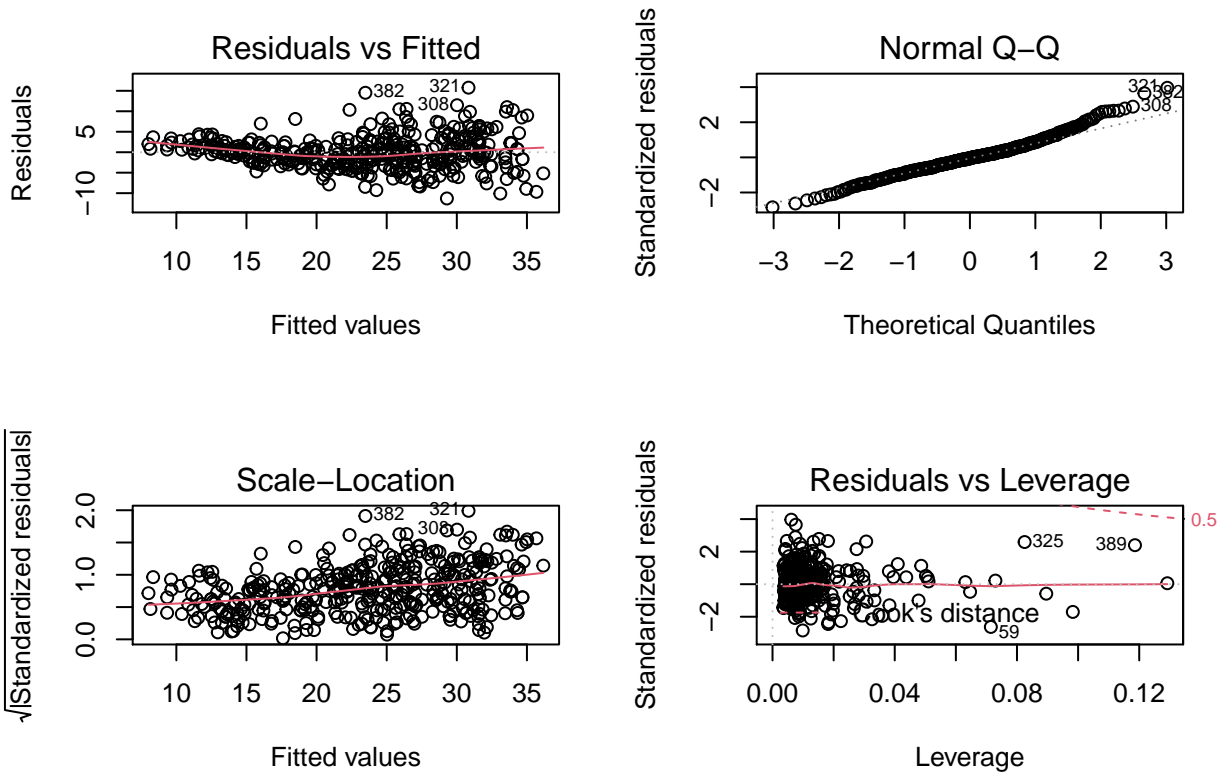 Residuals vs Fitted
Residuals
5
−10
382
321
308
10 15 20 25 30 35
Fitted values
Normal Q−Q
Standardized residuals
2
−2
321
382
308
−3 −2 −1 0 1 2 3
Theoretical Quantiles
Scale−Location
√|Standardized residuals|
2.0
1.0
0.0
382
321
308
10 15 20 25 30 35
Fitted values
Residuals vs Leverage
Standardized residuals
2
−2
0.5
325
389
ook's distance
59
0.00 0.04 0.08 0.12
Leverage